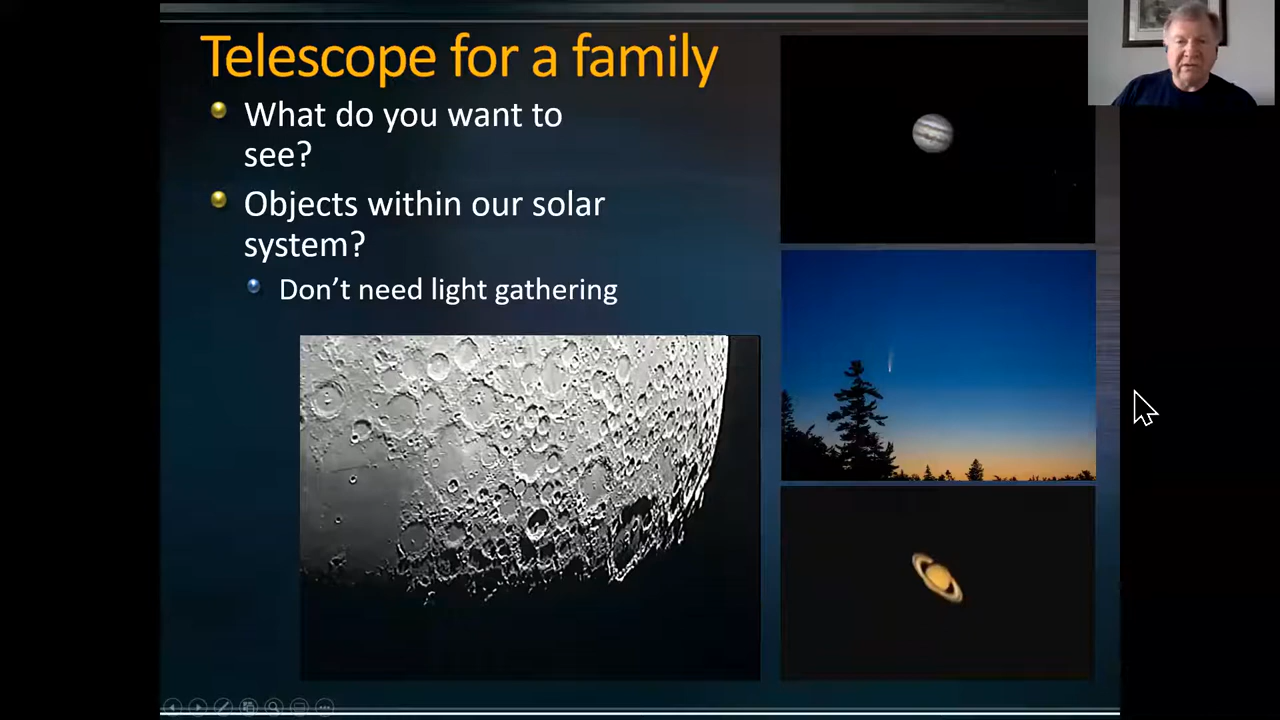 Telescope for a family
What do you want to
see?
Objects within our solar
system?
Don’t need light gathering